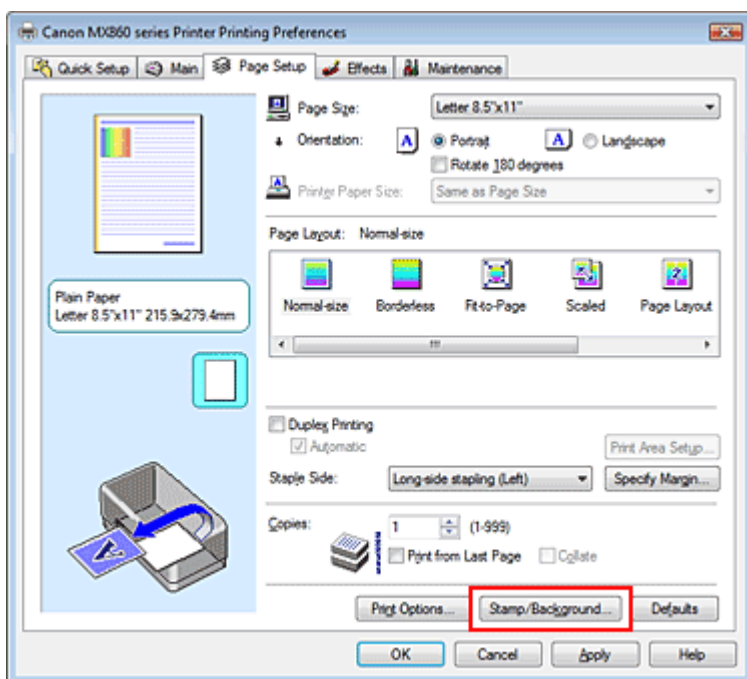 Canon MX860 series Printer Printing Preferences
Quick Setup Main Page Setup Effects Maintenance
Page Size: Letter 8.5"x11"
Orientation: A Portrait A Landscape
Rotate 180 degrees
Printer Paper Size: Same as Page Size
Page Layout: Normal-size
Normal-size Borderless Fit-to-Page Scaled Page Layout
Plain Paper
Letter 8.5"x11" 215.9x279.4mm
Duplex Printing
Automatic
Print Area Setup...
Staple Side: Long-side stapling (Left) Specify Margin...
Copies: 1 (1-999)
Print from Last Page Collate
Print Options... Stamp/Background... Defaults
OK Cancel Apply Help